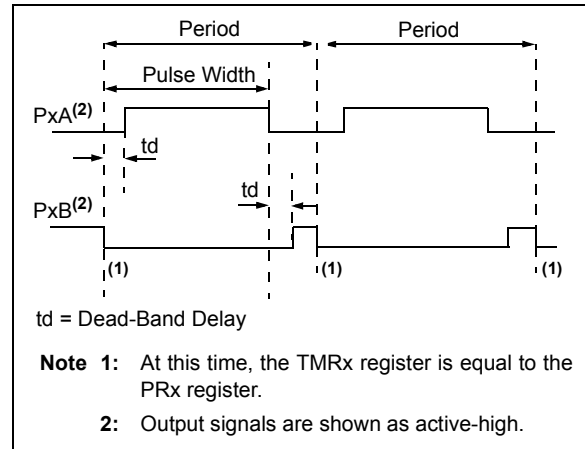 Period Period
Pulse Width
PxA(2)
td
td
PxB(2)
(1) (1) (1)
td = Dead-Band Delay
Note 1: At this time, the TMRx register is equal to the
PRx register.
2: Output signals are shown as active-high.